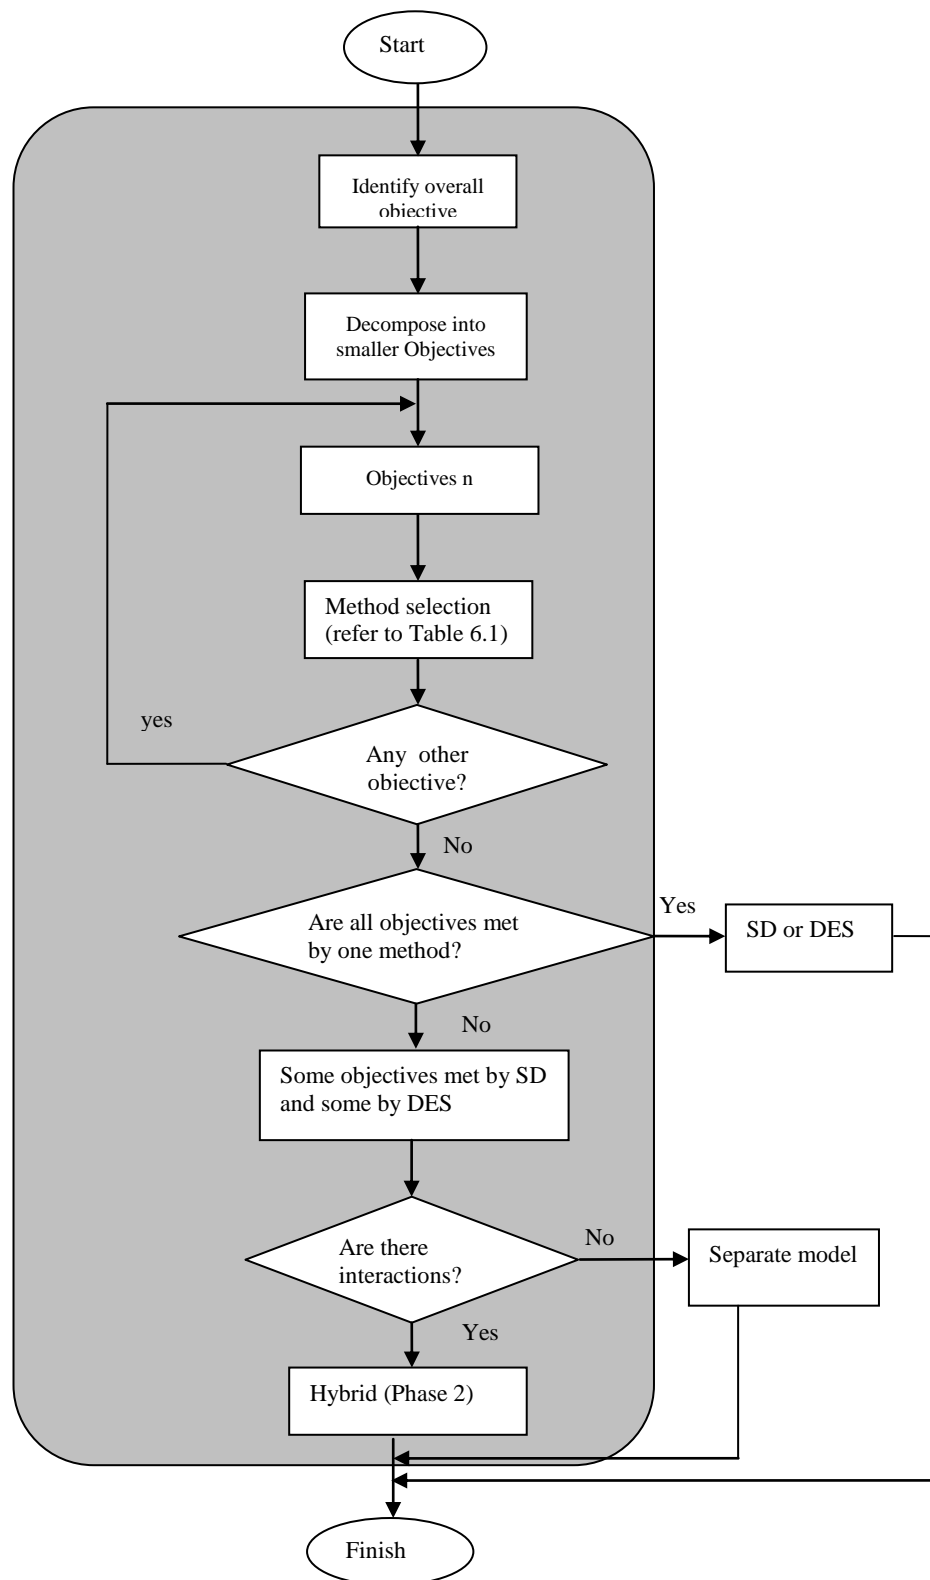 Start
Identify overall
objective
Decompose into
smaller Objectives
Objectives n
Method selection
(refer to Table 6.1)
yes
Any other
objective?
No
Are all objectives met
by one method?
Yes
SD or DES
No
Some objectives met by SD
and some by DES
Are there
interactions?
No
Separate model
Yes
Hybrid (Phase 2)
Finish